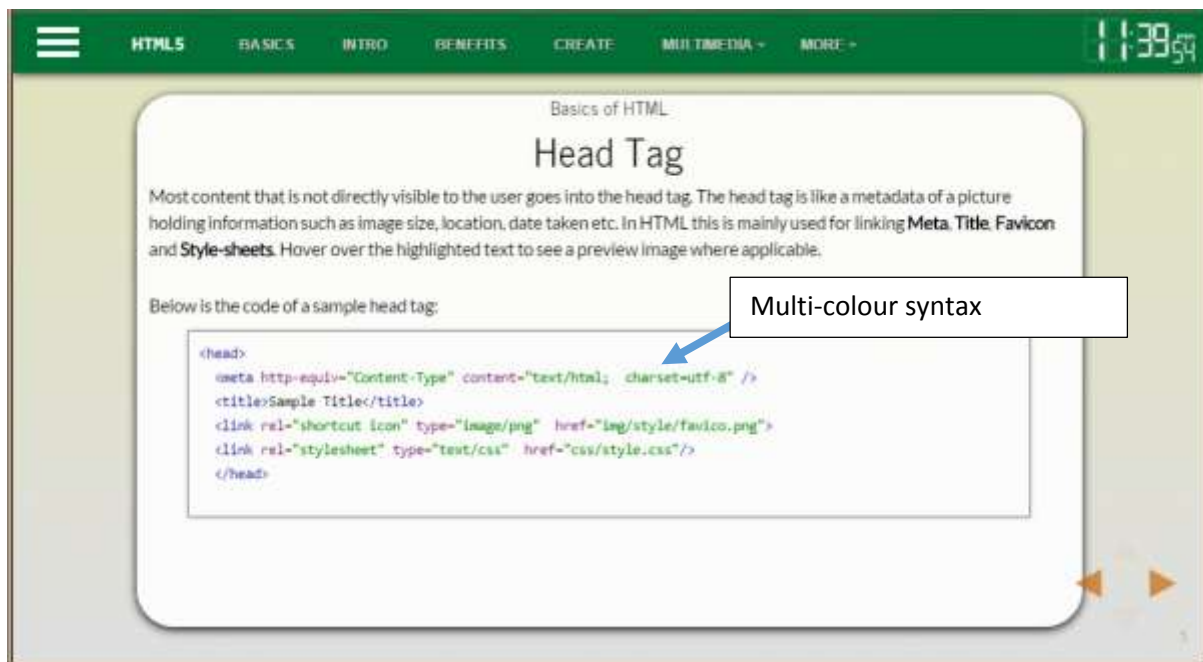 HTML5 BASICS INTRO BENEFITS CREATE MULTIMEDIA MORE
11:39 54
Basics of HTML
Head Tag
Most content that is not directly visible to the user goes into the head tag. The head tag is like a metadata of a picture
holding information such as image size, location, date taken etc. In HTML this is mainly used for linking Meta, Title, Favicon
and Style-sheets. Hover over the highlighted text to see a preview image where applicable.
Below is the code of a sample head tag:
Multi-colour syntax
<head>
<meta http-equiv="Content-Type" content="text/html; charset=utf-8" />
<title>Sample Title</title>
<link rel="shortcut icon" type="image/png" href="img/style/favico.png">
<link rel="stylesheet" type="text/css" href="css/style.css"/>
</head>